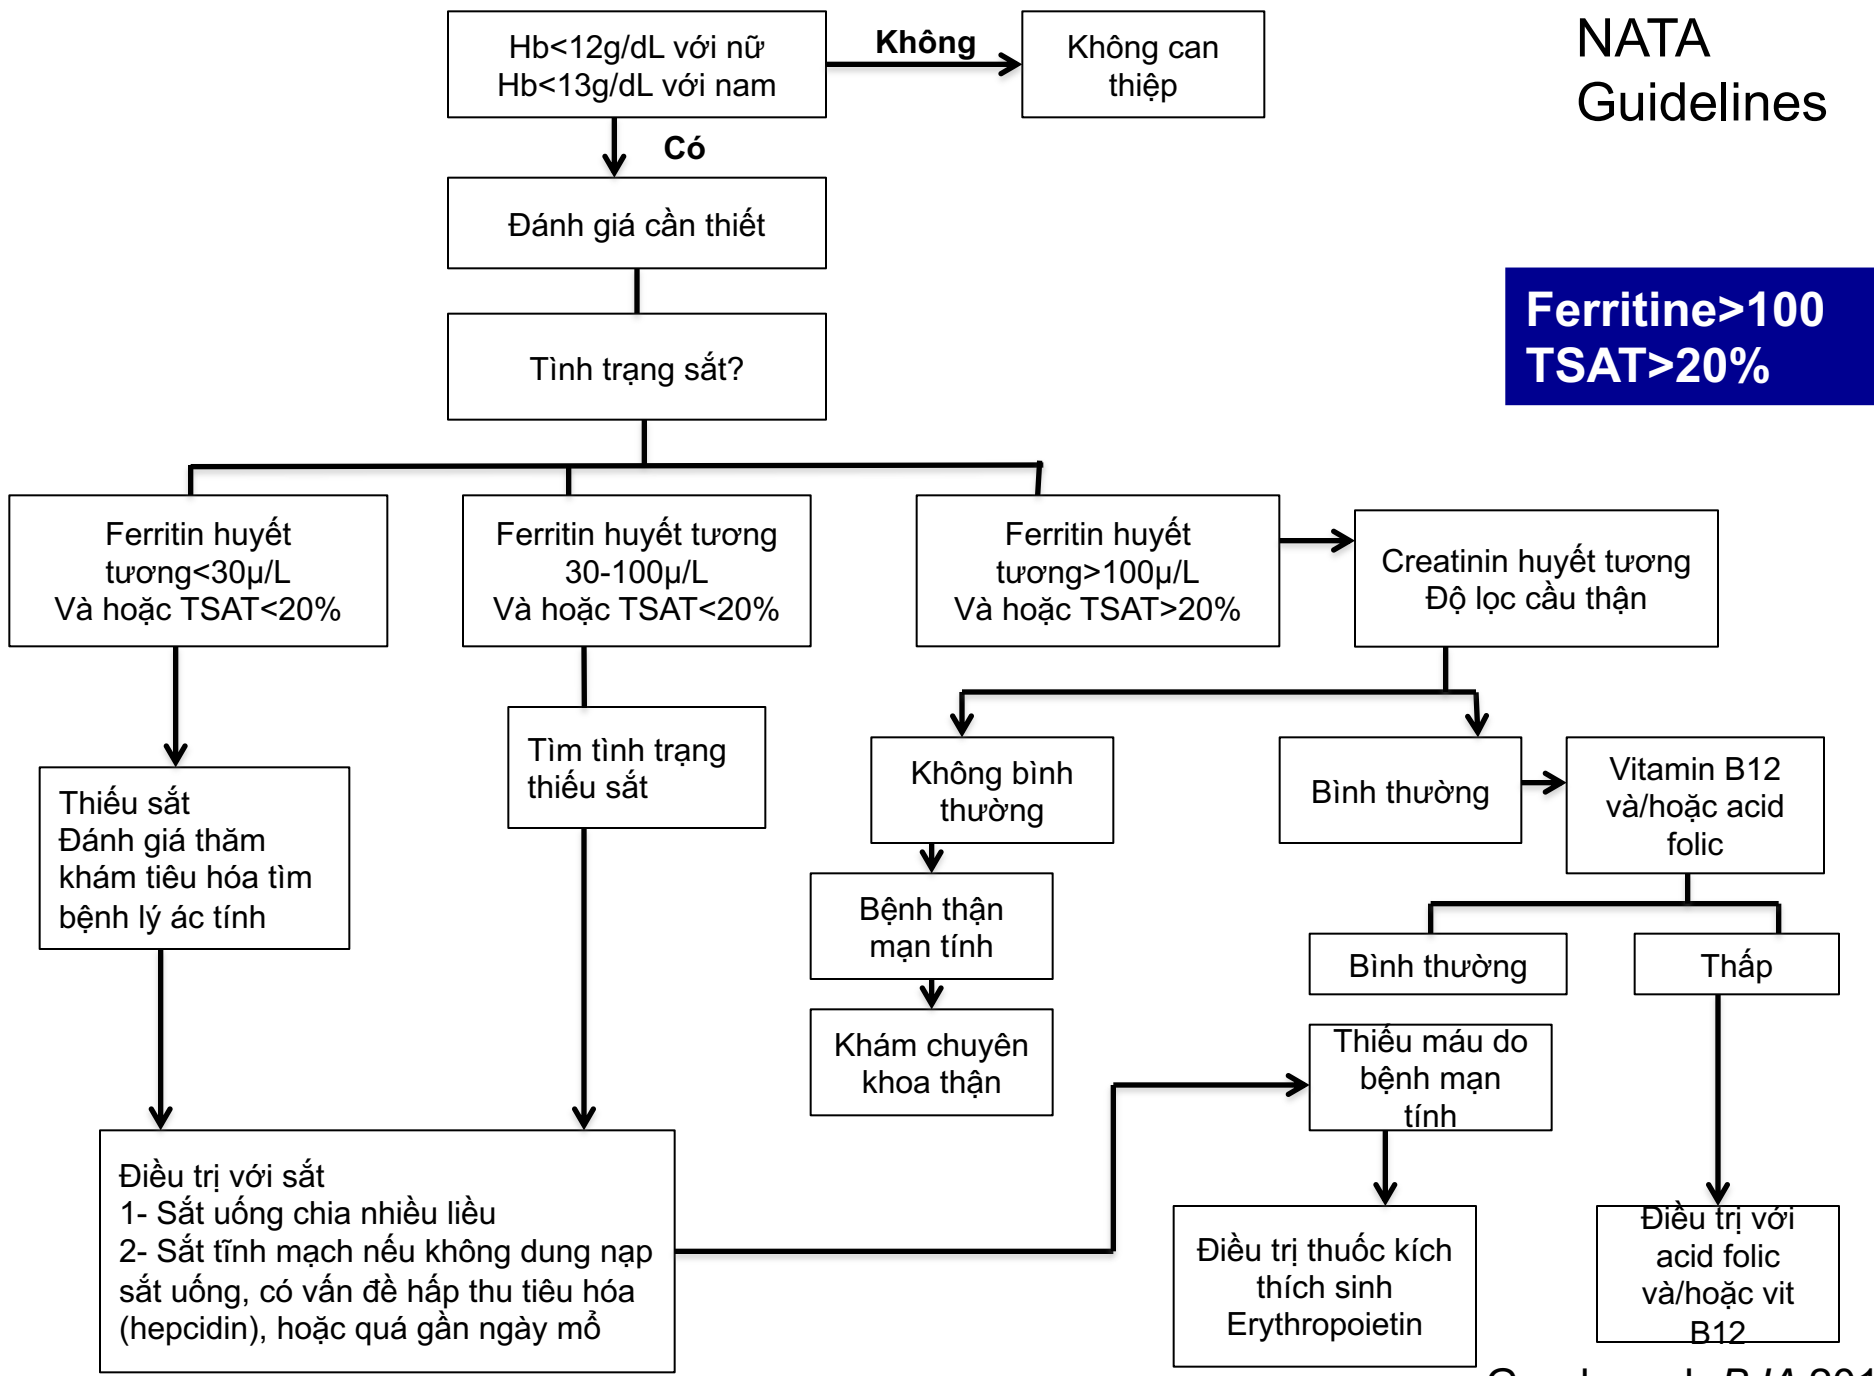 NATA
Guidelines
Hb<12g/dL với nữ
Hb<13g/dL với nam
Không
Không can
thiệp
Có
Đánh giá cần thiết
Ferritine>100
TSAT>20%
Tình trạng sắt?
Ferritin huyết
tương<30µ/L
Và hoặc TSAT<20%
Ferritin huyết tương
30-100µ/L
Và hoặc TSAT<20%
Ferritin huyết
tương>100µ/L
Và hoặc TSAT>20%
Creatinin huyết tương
Độ lọc cầu thận
Thiếu sắt
Đánh giá thăm
khám tiêu hóa tìm
bệnh lý ác tính
Tìm tình trạng
thiếu sắt
Không bình
thường
Bình thường
Vitamin B12
và/hoặc acid
folic
Bệnh thận
mạn tính
Bình thường
Thấp
Khám chuyên
khoa thận
Thiếu máu do
bệnh mạn
tính
Điều trị với sắt
1- Sắt uống chia nhiều liều
2- Sắt tĩnh mạch nếu không dung nạp
sắt uống, có vấn đề hấp thu tiêu hóa
(hepcidin), hoặc quá gần ngày mổ
Điều trị thuốc kích
thích sinh
Erythropoietin
Điều trị với
acid folic
và/hoặc vit
B12
BJA